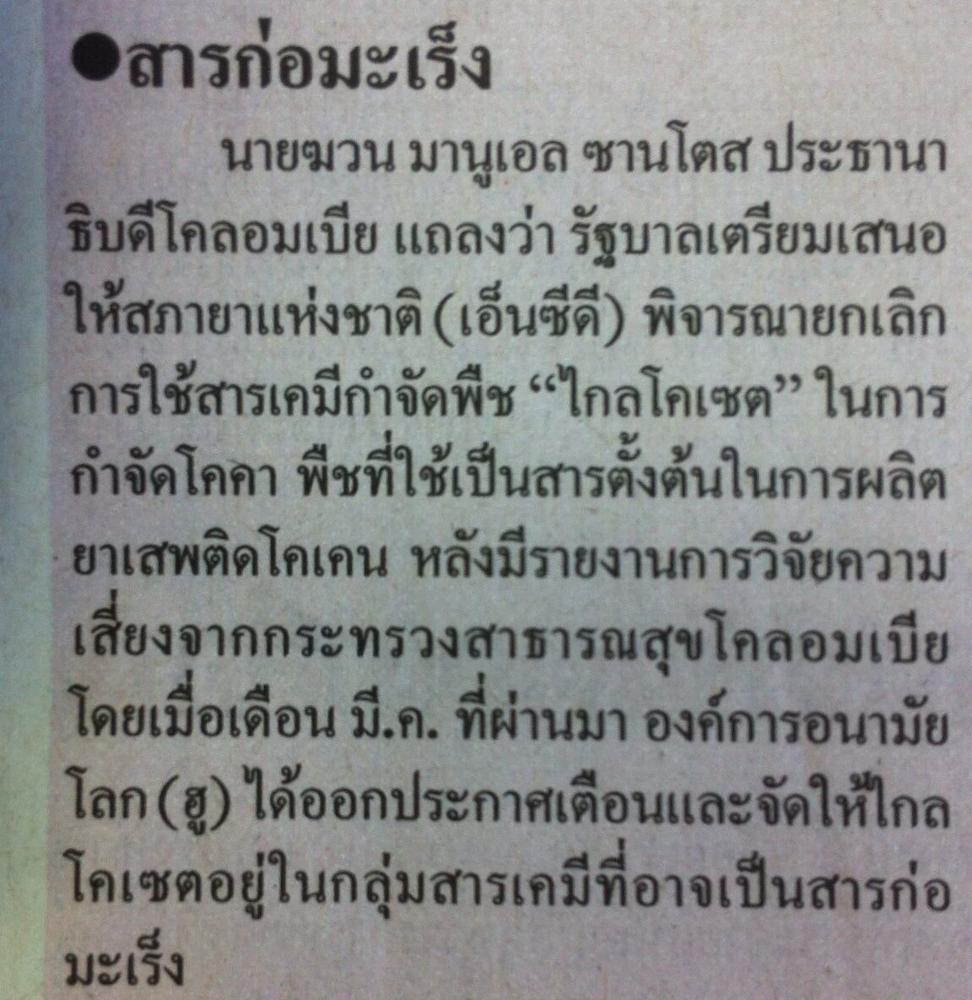 ●สารก่อมะเร็ง
นายฆวน มานูเอล ซานโตส ประธานา
ธิบดีโคลอมเบีย แถลงว่า รัฐบาลเตรียมเสนอ
ให้สภายาแห่งชาติ (เอ็นซีดี) พิจารณายกเลิก
การใช้สารเคมีกำจัดพืช “ไกลโคเซต” ในการ
กำจัดโคคา พืชที่ใช้เป็นสารตั้งต้นในการผลิต
ยาเสพติดโคเคน หลังมีรายงานการวิจัยความ
เสี่ยงจากกระทรวงสาธารณสุขโคลอมเบีย
โดยเมื่อเดือน มี.ค. ที่ผ่านมา องค์การอนามัย
โลก (ฮู) ได้ออกประกาศเตือนและจัดให้ไกล
โคเซตอยู่ในกลุ่มสารเคมีที่อาจเป็นสารก่อ
มะเร็ง